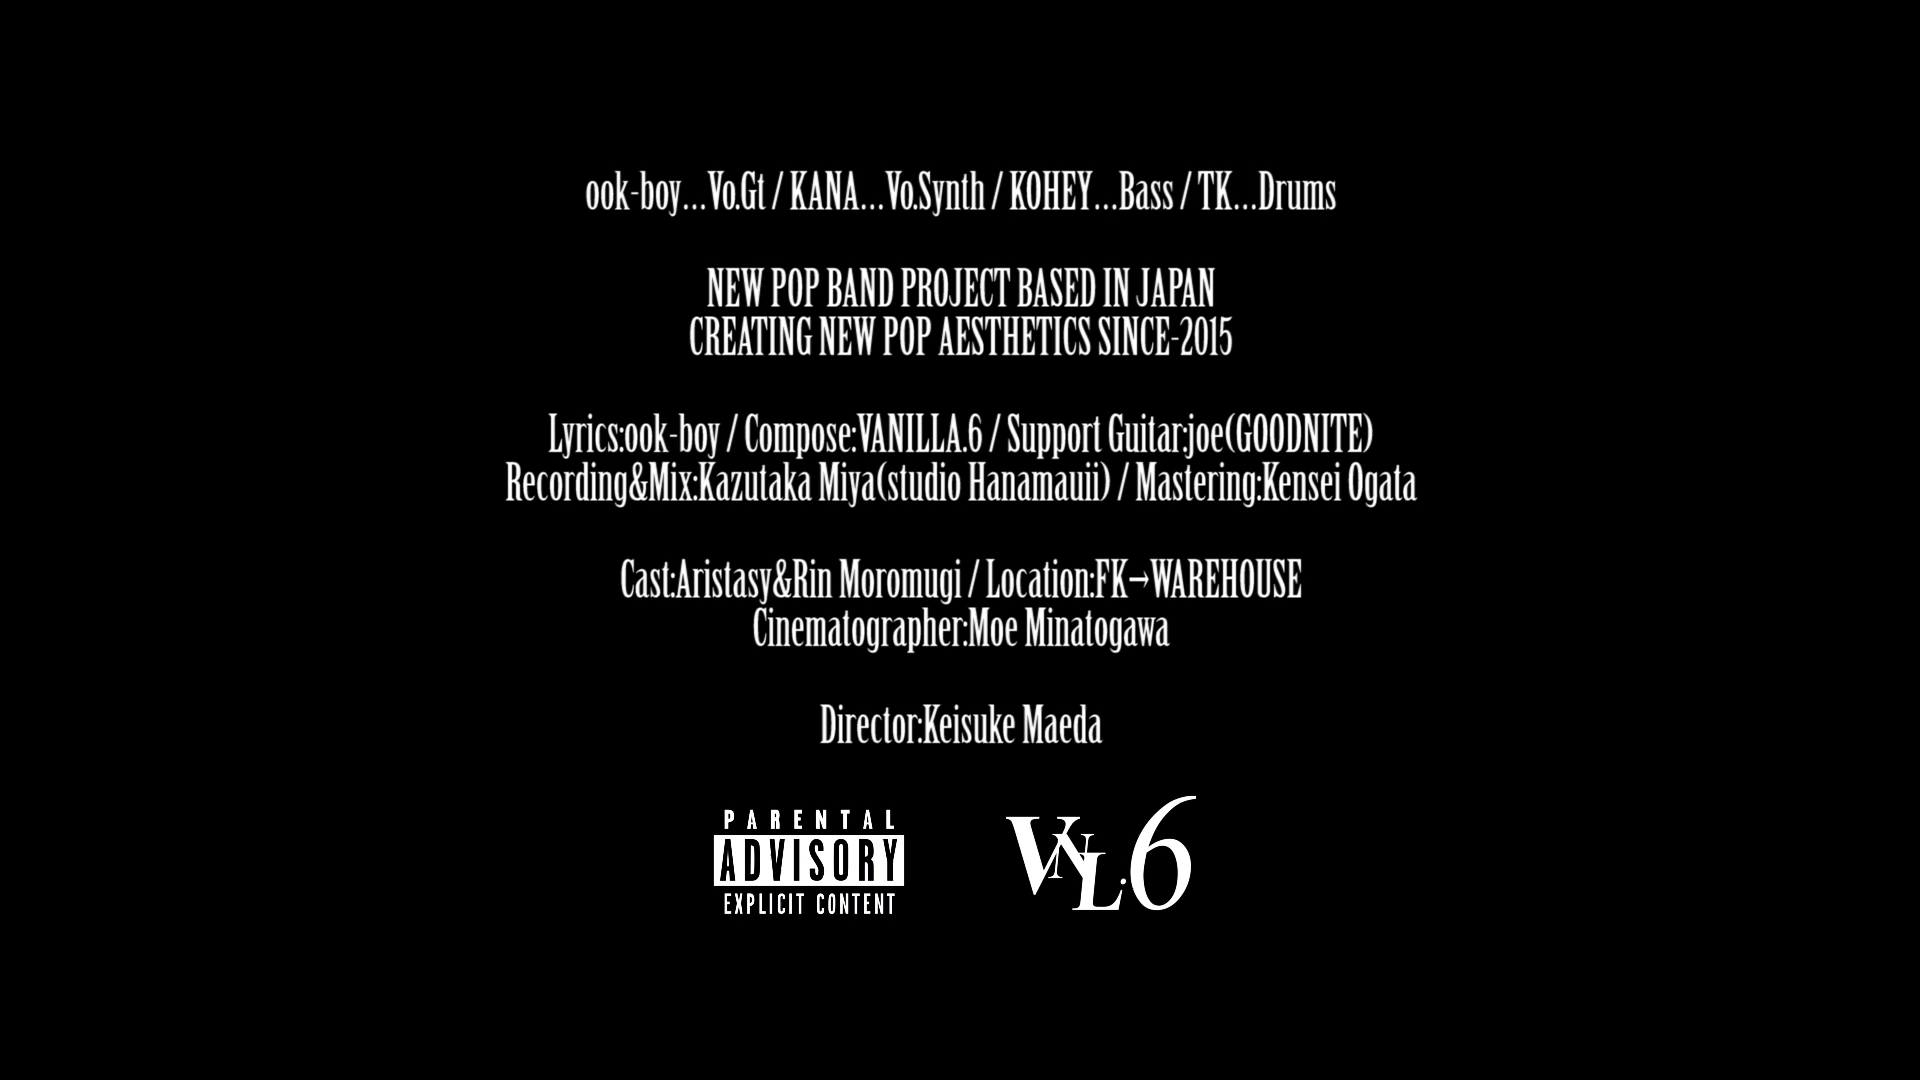 ook-boy...Vo.Gt / KANA...Vo.Synth / KOHEY...Bass / TK...Drums
NEW POP BAND PROJECT BASED IN JAPAN
CREATING NEW POP AESTHETICS SINCE-2015
Lyrics:ook-boy / Compose:VANILLA.6 / Support Guitar:joe(GOODNITE)
Recording&Mix:Kazutaka Miya(studio Hanamauii) / Mastering:Kensei Ogata
Cast:Aristasy&Rin Moromugi / Location:FK→WAREHOUSE
Cinematographer:Moe Minatogawa
Director:Keisuke Maeda
PARENTAL
ADVISORY
EXPLICIT CONTENT
VNL.6